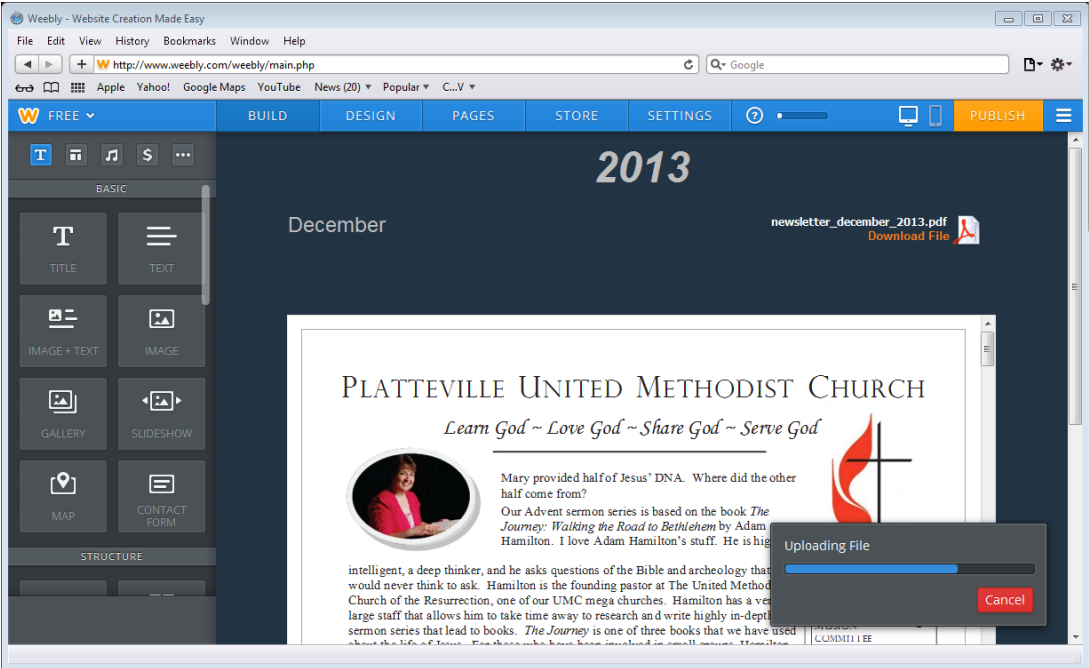 Weebly - Website Creation Made Easy
File Edit View History Bookmarks Window Help
http://www.weebly.com/weebly/main.php
Google
Apple Yahoo! Google Maps YouTube News (20) Popular C...V
FREE
BUILD DESIGN PAGES STORE SETTINGS ? PUBLISH
T $
BASIC
TITLE TEXT
IMAGE + TEXT IMAGE
GALLERY SLIDESHOW
MAP CONTACT FORM
STRUCTURE
2013
December
newsletter_december_2013.pdf
Download File
PLATTEVILLE UNITED METHODIST CHURCH
Learn God ~ Love God ~ Share God ~ Serve God
Mary provided half of Jesus' DNA. Where did the other
half come from?
Our Advent sermon series is based on the book The
Journey: Walking the Road to Bethlehem by Adam
Hamilton. I love Adam Hamilton's stuff. He is
intelligent, a deep thinker, and he asks questions of the Bible and archeology
would never think to ask. Hamilton is the founding pastor at The United
Church of the Resurrection, one of our UMC mega churches. Hamilton has a
large staff that allows him to take time away to research and write highly
sermon series that lead to books. The Journey is one of three books that we have used
Uploading File
Cancel
MISSION
COMMITTEE